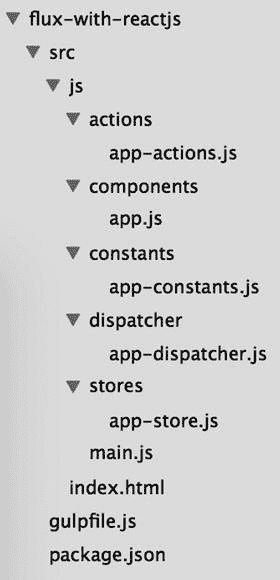 flux-with-reactjs
src
js
actions
app-actions.js
components
app.js
constants
app-constants.js
dispatcher
app-dispatcher.js
stores
app-store.js
main.js
index.html
gulpfile.js
package.json